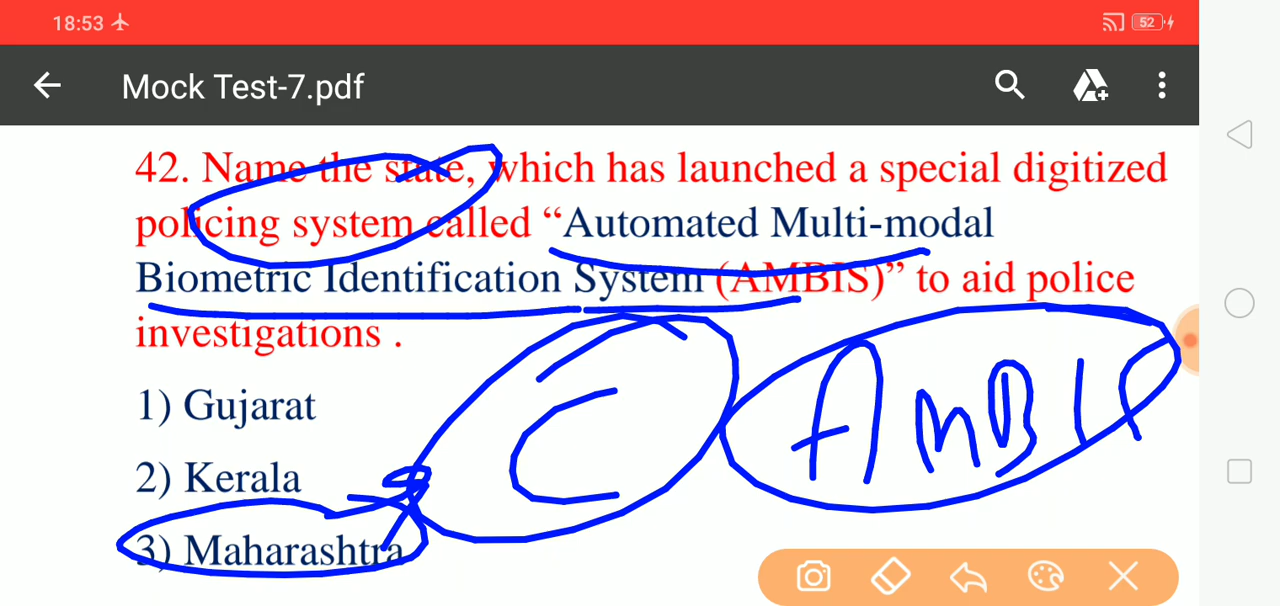 18:53 52
Mock Test-7.pdf
42. Name the state, which has launched a special digitized
policing system called “Automated Multi-modal
Biometric Identification System (AMBIS)” to aid police
investigations .
1) Gujarat
C AMBIS
2) Kerala
3) Maharashtra